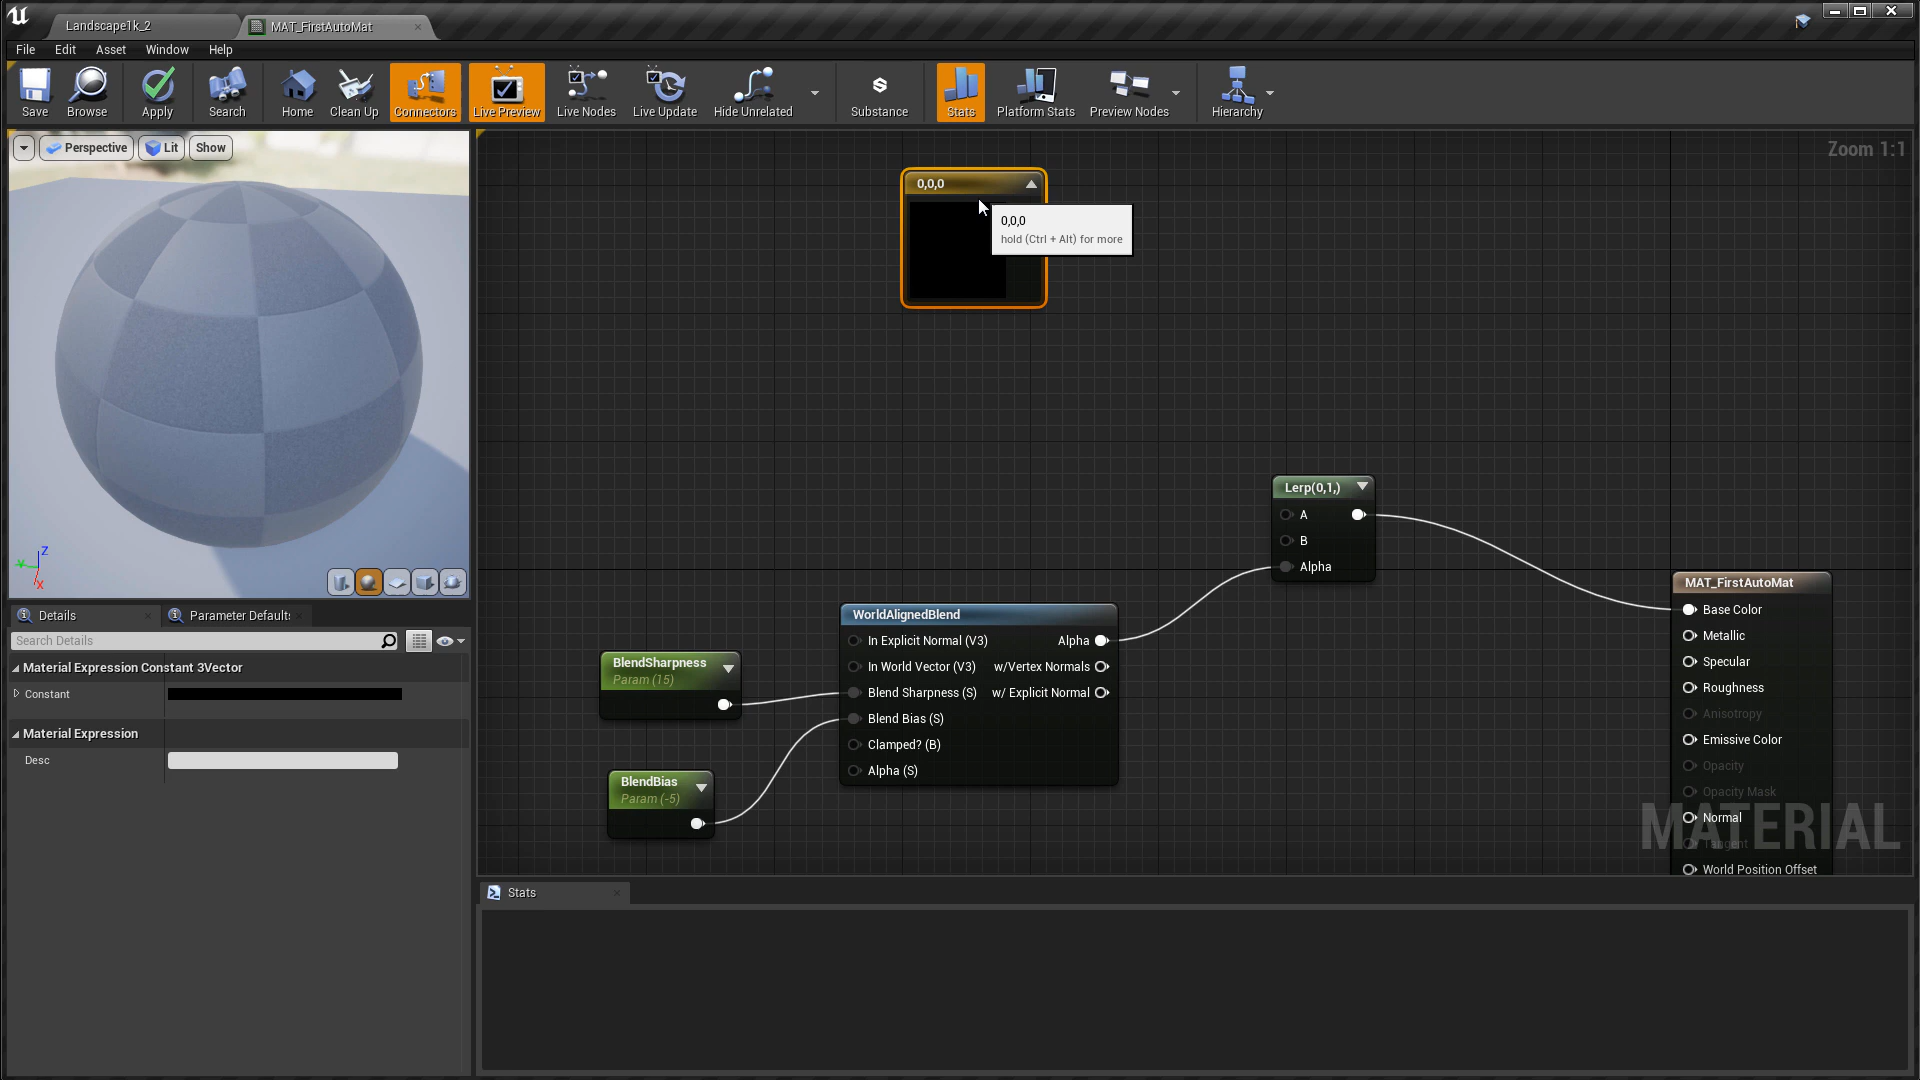 Landscape1k_2
MAT_FirstAutoMat
File Edit Asset Window Help
Save Browse Apply Search Home Clean Up Connectors Live Preview Live Nodes Live Update Hide Unrelated Substance Stats Platform Stats Preview Nodes Hierarchy
Perspective Lit Show
Zoom 1:1
0,0,0
0,0,0
hold (Ctrl + Alt) for more
Z
Y
X
Lerp(0,1,)
A
B
Alpha
WorldAlignedBlend
In Explicit Normal (V3) Alpha
In World Vector (V3) w/Vertex Normals
Blend Sharpness (S) w/ Explicit Normal
Blend Bias (S)
Clamped? (B)
Alpha (S)
BlendSharpness
Param (15)
BlendBias
Param (-5)
MAT_FirstAutoMat
Base Color
Metallic
Specular
Roughness
Anisotropy
Emissive Color
Opacity
Opacity Mask
Normal
Tangent
World Position Offset
MATERIAL
Details Parameter Default
Search Details
Material Expression Constant 3Vector
Constant
Material Expression
Desc
Stats